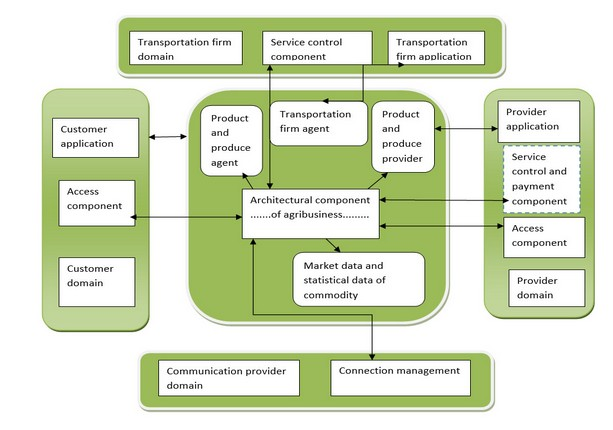 Transportation firm
domain
Service control
component
Transportation
firm application
Customer
application
Access
component
Customer
domain
Product
and
produce
agent
Transportation
firm agent
Product
and
produce
provider
Architectural component
.......of agribusiness.........
Market data and
statistical data of
commodity
Provider
application
Service
control and
payment
component
Access
component
Provider
domain
Communication provider
domain
Connection management